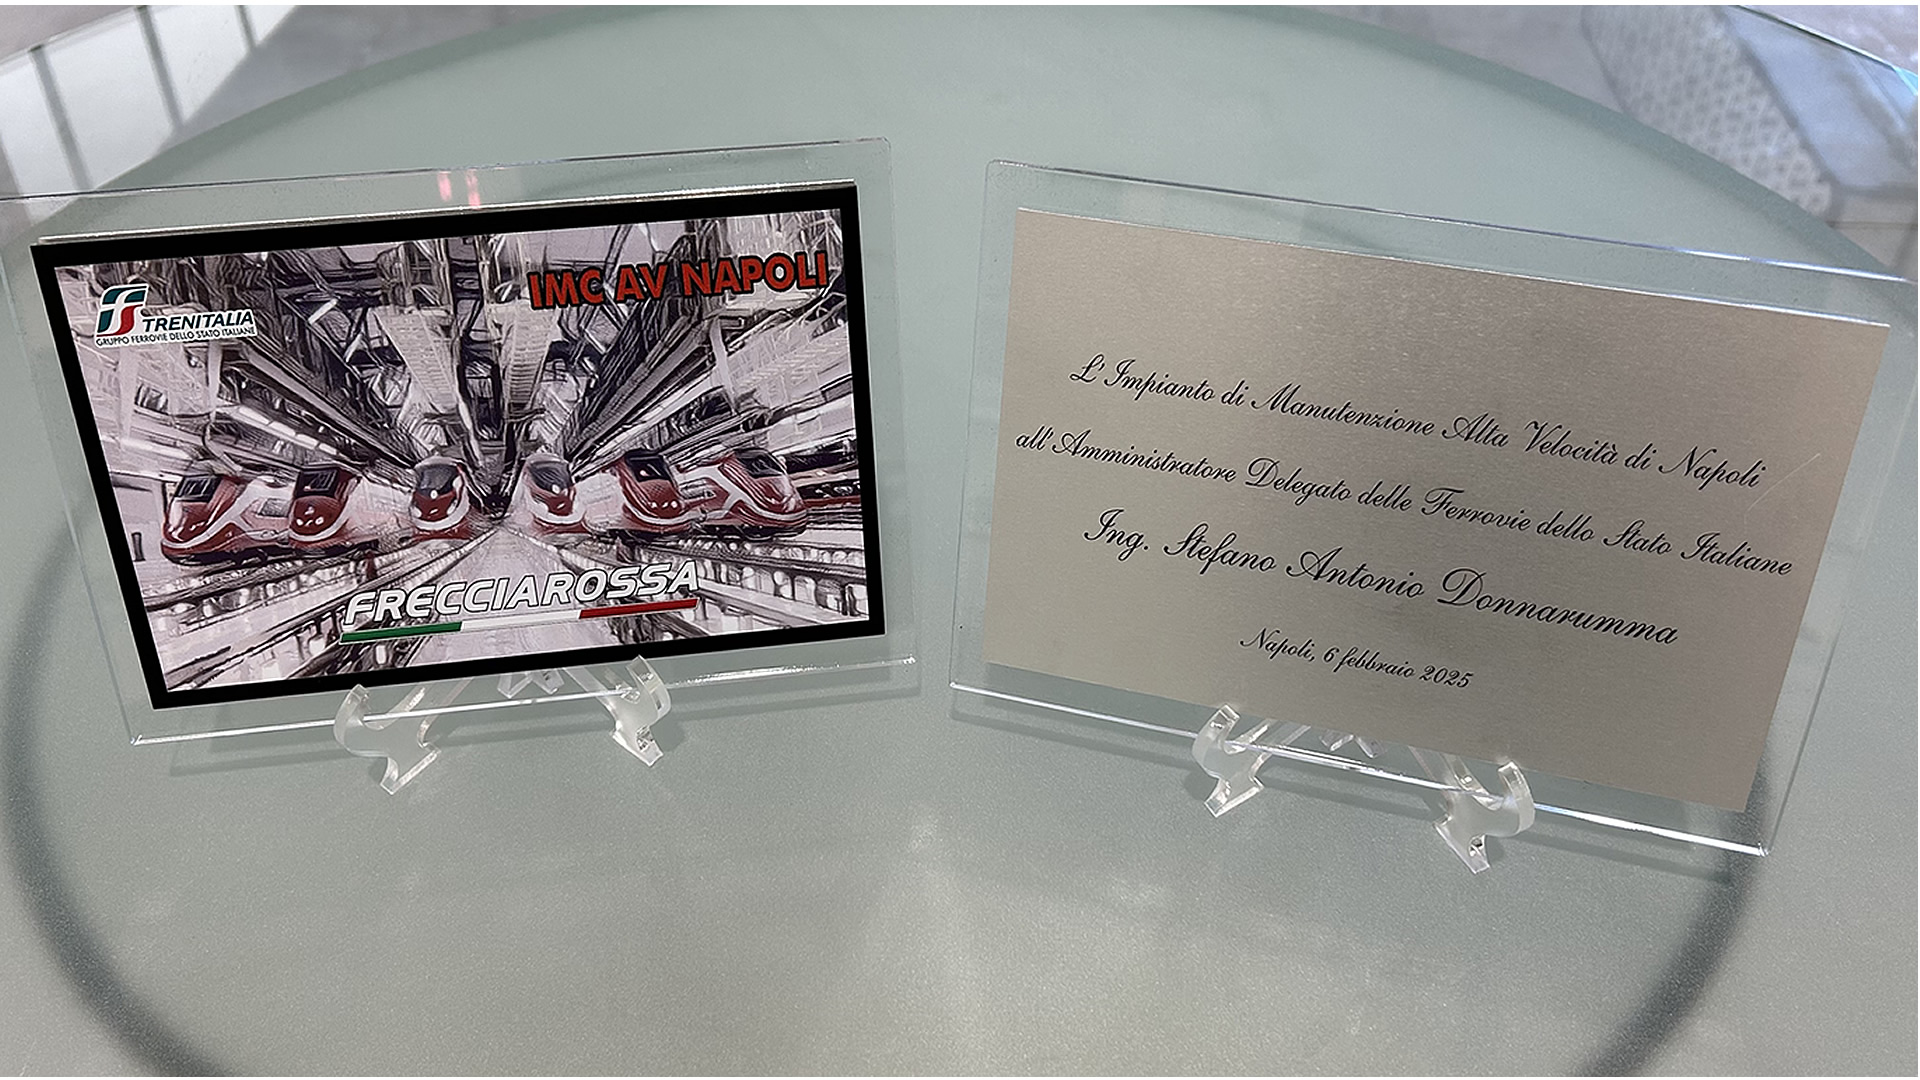 TRENITALIA
GRUPPO FERROVIE DELLO STATO ITALIANE
IMC AV NAPOLI
FRECCIAROSSA
L'Impianto di Manutenzione Alta Velocità di Napoli
all'Amministratore Delegato delle Ferrovie dello Stato Italiane
Ing. Stefano Antonio Donnarumma
Napoli, 6 febbraio 2025